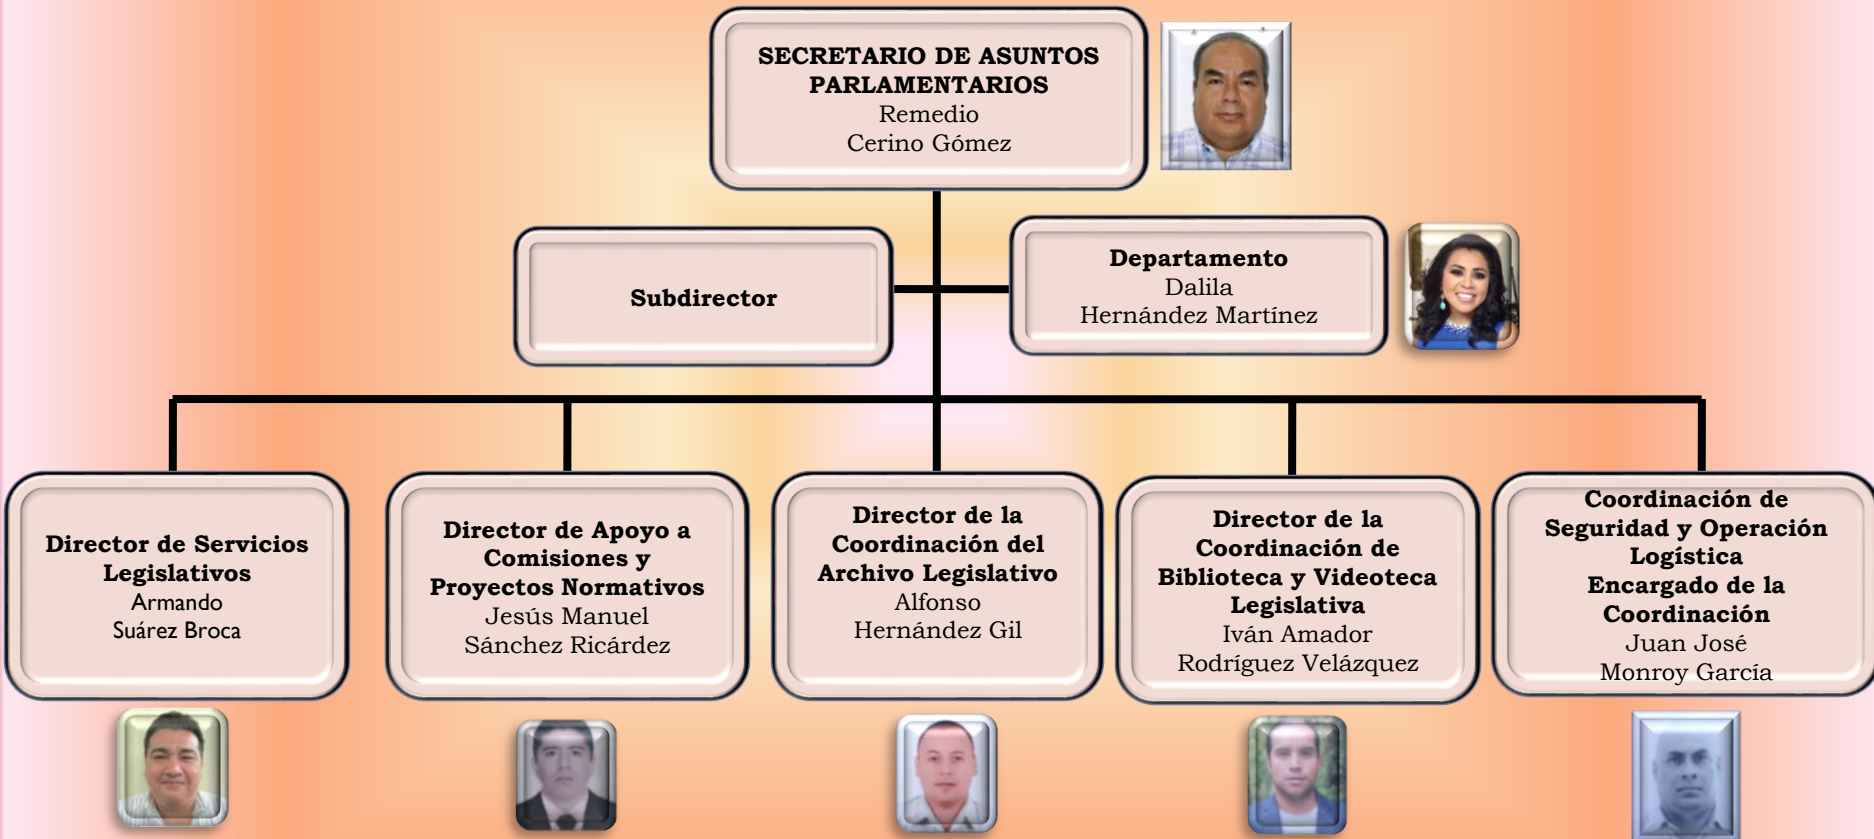 SECRETARIO DE ASUNTOS
PARLAMENTARIOS
Remedio
Cerino Gómez
Subdirector
Departamento
Dalila
Hernández Martínez
Director de Servicios
Legislativos
Armando
Suárez Broca
Director de Apoyo a
Comisiones y
Proyectos Normativos
Jesús Manuel
Sánchez Ricárdez
Director de la
Coordinación del
Archivo Legislativo
Alfonso
Hernández Gil
Director de la
Coordinación de
Biblioteca y Videoteca
Legislativa
Iván Amador
Rodríguez Velázquez
Coordinación de
Seguridad y Operación
Logística
Encargado de la
Coordinación
Juan José
Monroy García